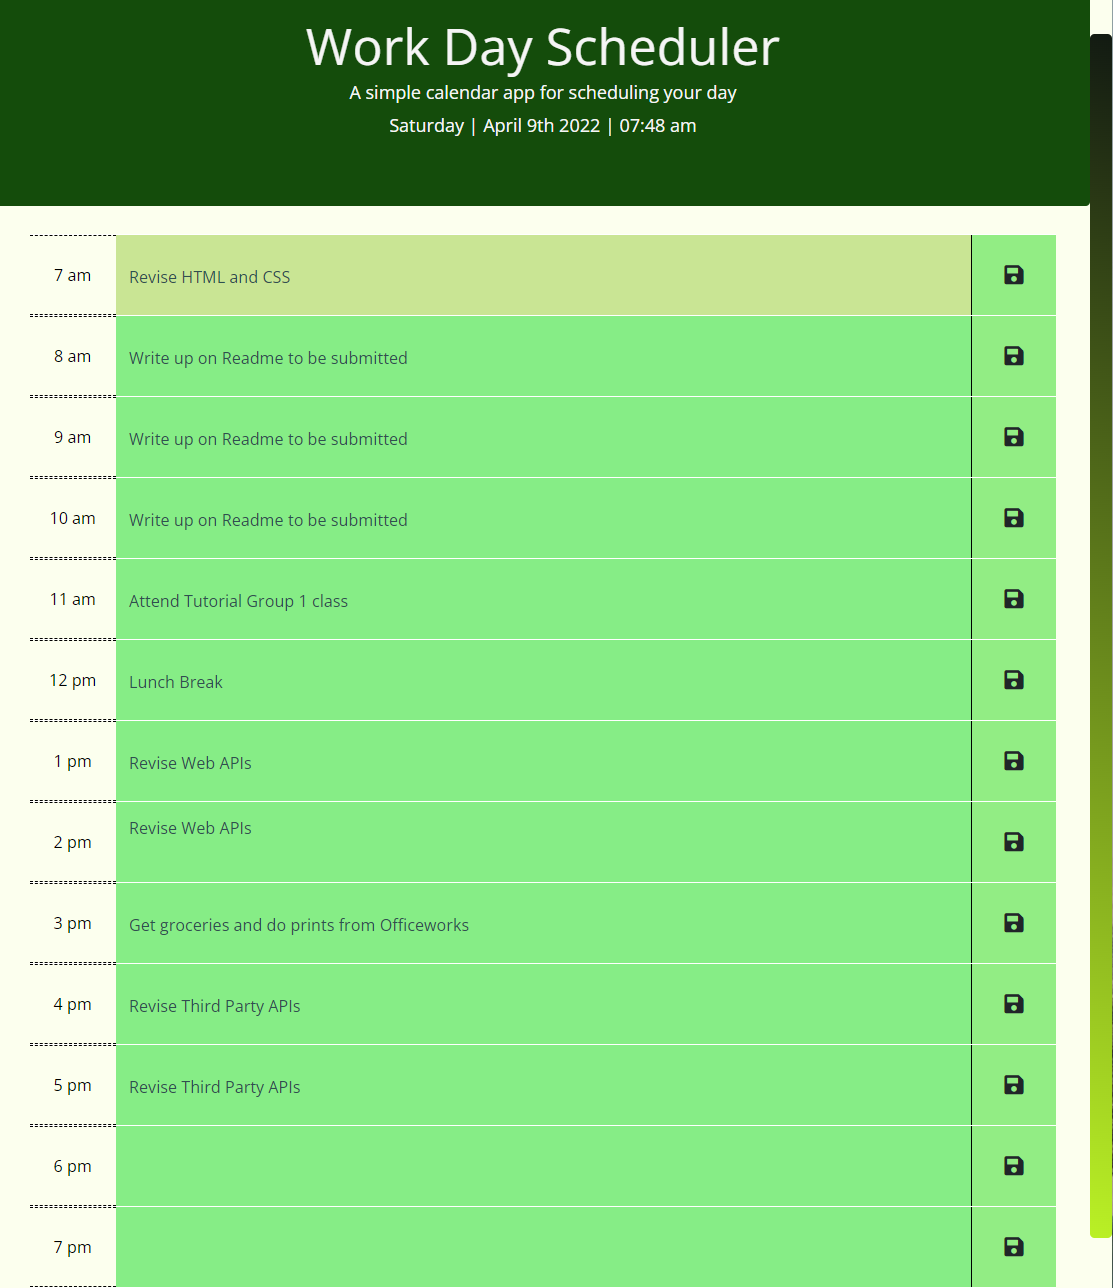 Work Day Scheduler
A simple calendar app for scheduling your day
Saturday | April 9th 2022 | 07:48 am
7 am Revise HTML and CSS
8 am Write up on Readme to be submitted
9 am Write up on Readme to be submitted
10 am Write up on Readme to be submitted
11 am Attend Tutorial Group 1 class
12 pm Lunch Break
1 pm Revise Web APIs
2 pm Revise Web APIs
3 pm Get groceries and do prints from Officeworks
4 pm Revise Third Party APIs
5 pm Revise Third Party APIs
6 pm
7 pm